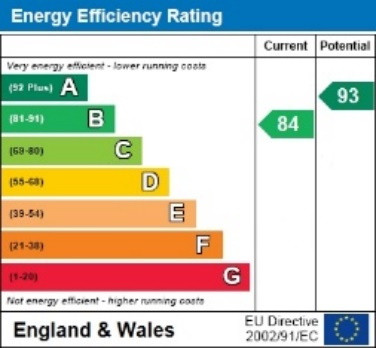 Energy Efficiency Rating
Current Potential
Very energy efficient - lower running costs
(92 Plus) A
93
(81-91) B
84
(69-80) C
(55-68) D
(39-54) E
(21-38) F
(1-20) G
Not energy efficient - higher running costs
England & Wales
EU Directive
2002/91/EC